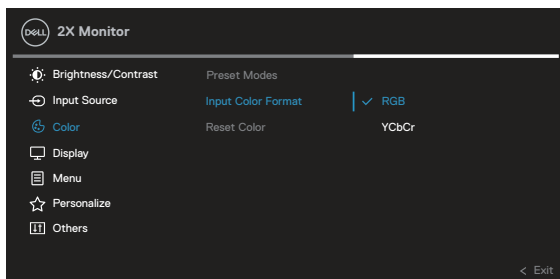 DELL 2X Monitor
Brightness/Contrast Preset Modes
Input Source Input Color Format ✓ RGB
Color Reset Color YCbCr
Display
Menu
Personalize
Others
< Exit